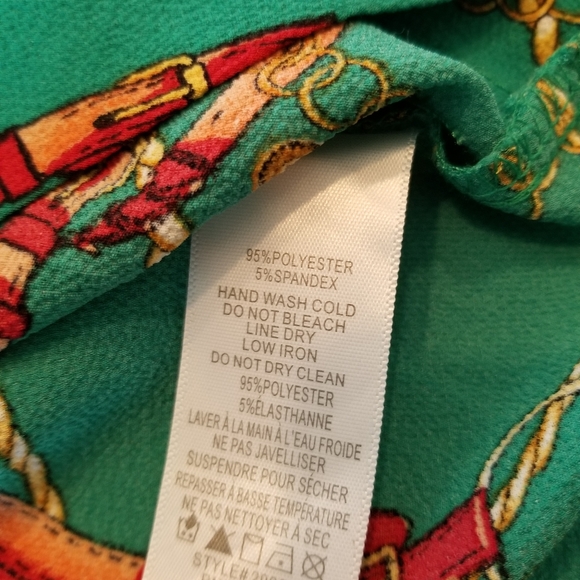 95%POLYESTER
5%SPANDEX
HAND WASH COLD
DO NOT BLEACH
LINE DRY
LOW IRON
DO NOT DRY CLEAN
95%POLYESTER
5%ÉLASTHANNE
LAVER À LA MAIN À L'EAU FROIDE
NE PAS JAVELLISER
SUSPENDRE POUR SÉCHER
REPASSER À BASSE TEMPÉRATURE
NE PAS NETTOYER À SEC
STYLE#